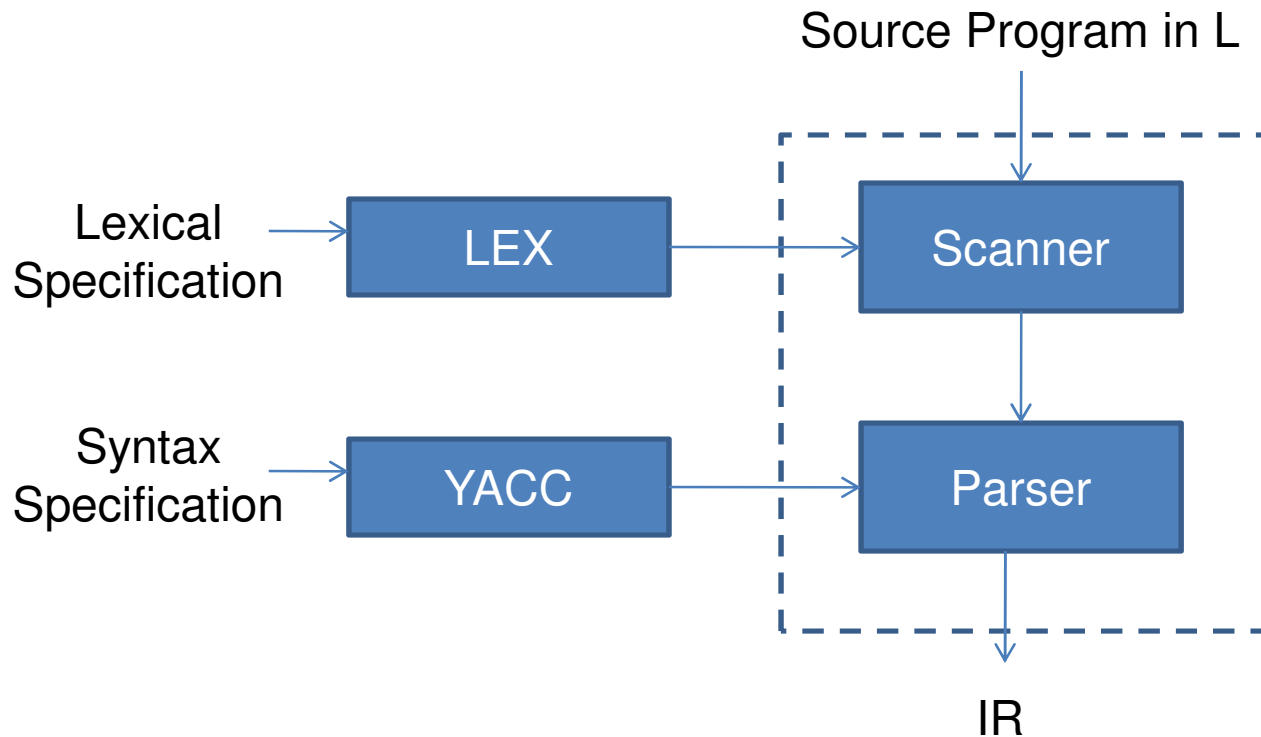 Source Program in L
Lexical
Specification
LEX
Scanner
Syntax
Specification
YACC
Parser
IR